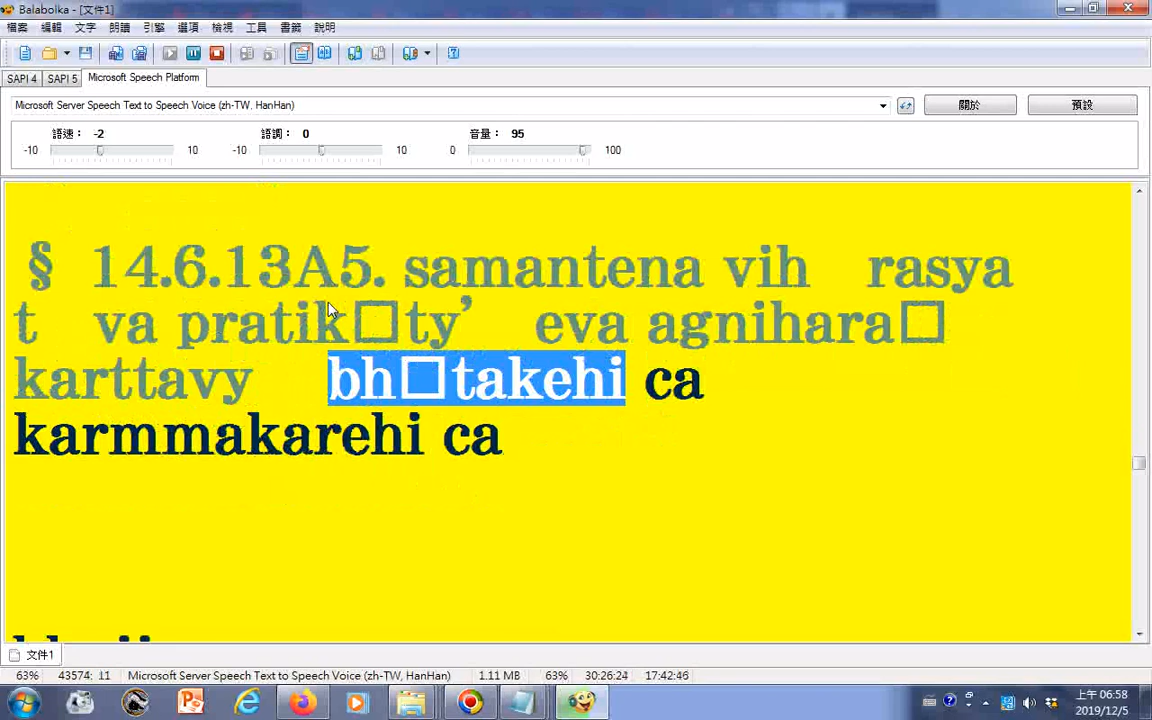 Balabolka - [文件1]
檔案 編輯 文字 朗讀 引擎 選項 檢視 工具 書籤 說明
SAPI 4 SAPI 5 Microsoft Speech Platform
Microsoft Server Speech Text to Speech Voice (zh-TW, HanHan) 關於 預設
語速： -2 語調： 0 音量： 95
-10 10 -10 10 0 100
§ 14.6.13A5. samantena vih rasya
t va pratik□ty’ eva agnihara□
karttavy bh□takehi ca
karmmakarehi ca
文件1
63% 43574: 11 Microsoft Server Speech Text to Speech Voice (zh-TW, HanHan) 1.11 MB 63% 30:26:24 17:42:46
上午 06:58
2019/12/5